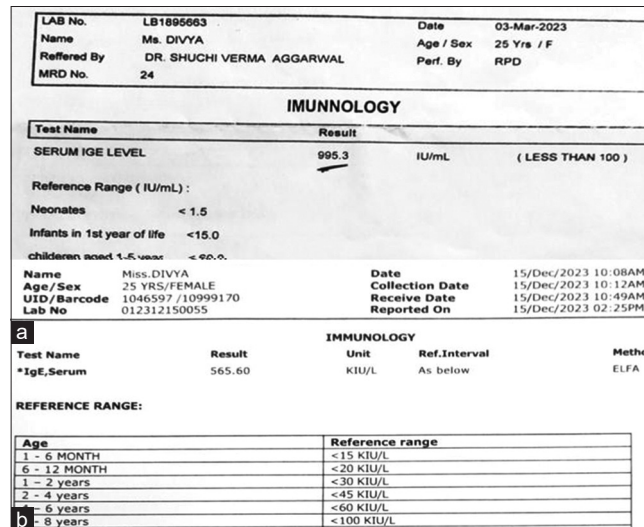 LAB No. LB1895663 Date 03-Mar-2023
Name Ms. DIVYA Age / Sex 25 Yrs / F
Reffered By DR. SHUCHI VERMA AGGARWAL Perf. By RPD
MRD No. 24
IMUNNOLOGY
Test Name Result
SERUM IGE LEVEL 995.3 IU/mL ( LESS THAN 100 )
Reference Range ( IU/mL) :
Neonates < 1.5
Infants in 1st year of life <15.0
childeren aged 1-5 year
Name Miss.DIVYA Date 15/Dec/2023 10:08AM
Age/Sex 25 YRS/FEMALE Collection Date 15/Dec/2023 10:12AM
UID/Barcode 1046597 /10999170 Receive Date 15/Dec/2023 10:49AM
Lab No 012312150055 Reported On 15/Dec/2023 02:25PM
a
IMMUNOLOGY
Test Name Result Unit Ref.Interval
*IgE,Serum 565.60 KIU/L As below ELFA
REFERENCE RANGE:
Age Reference range
1 - 6 MONTH <15 KIU/L
6 - 12 MONTH <20 KIU/L
1 - 2 years <30 KIU/L
2 - 4 years <45 KIU/L
- 6 years <60 KIU/L
- 8 years <100 KIU/L
b